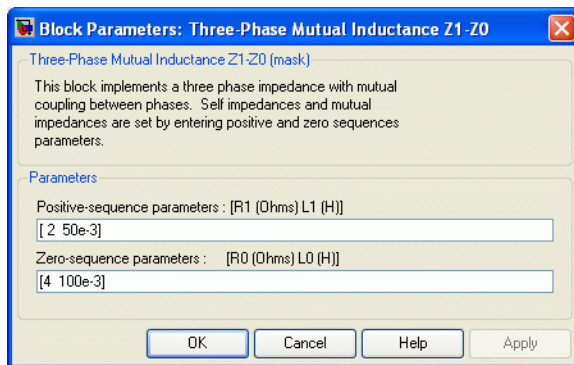 Block Parameters: Three-Phase Mutual Inductance Z1-Z0
Three-Phase Mutual Inductance Z1-Z0 (mask)
This block implements a three phase impedance with mutual
coupling between phases. Self impedances and mutual
impedances are set by entering positive and zero sequences
parameters.
Parameters
Positive-sequence parameters : [R1 (Ohms) L1 (H)]
[ 2 50e-3]
Zero-sequence parameters : [R0 (Ohms) L0 (H)]
[4 100e-3]
OK Cancel Help Apply